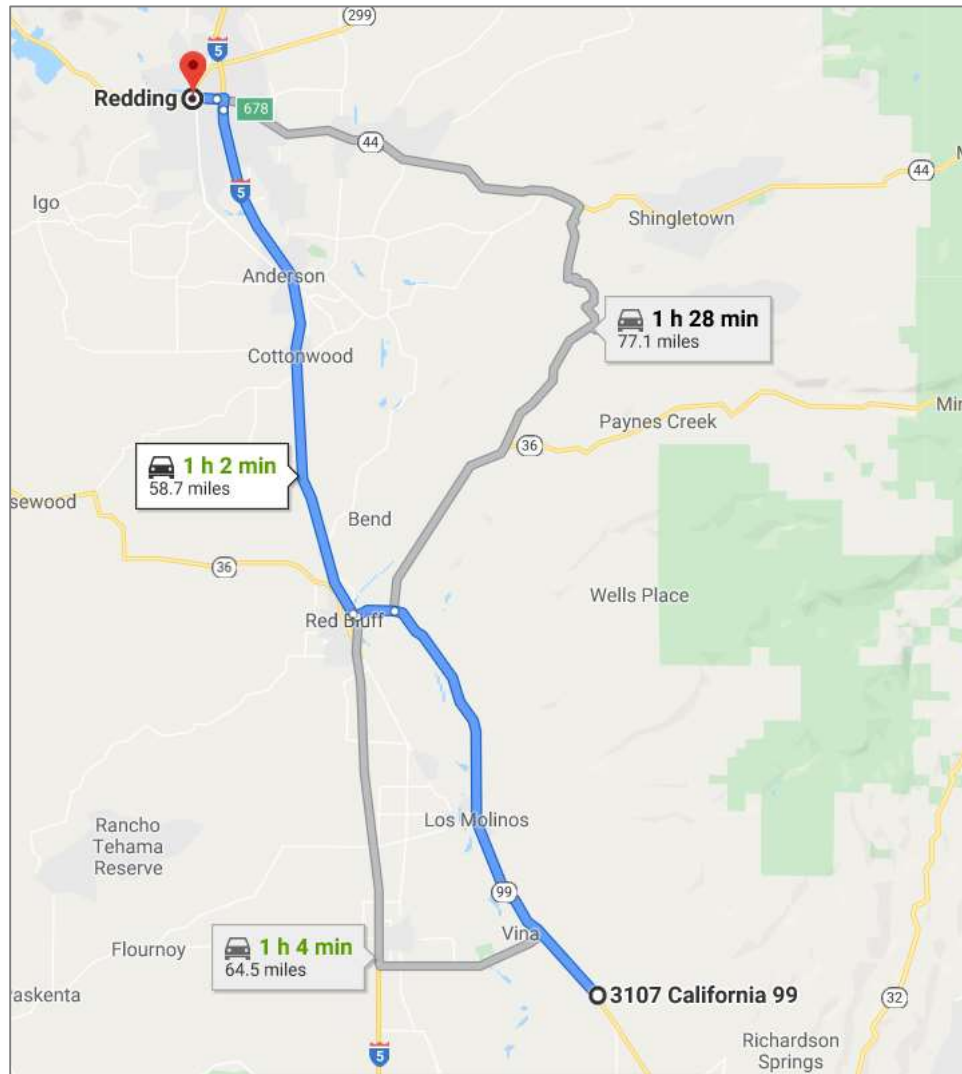 299
5
Redding
678
44
5
44
Igo
Shingletown
Anderson
1 h 28 min
77.1 miles
Cottonwood
Paynes Creek
36
1 h 2 min
58.7 miles
sewood
Bend
36
Wells Place
Red Bluff
Los Molinos
Rancho
Tehama
Reserve
99
Vina
1 h 4 min
64.5 miles
Flournoy
askenta
3107 California 99
32
5
Richardson
Springs